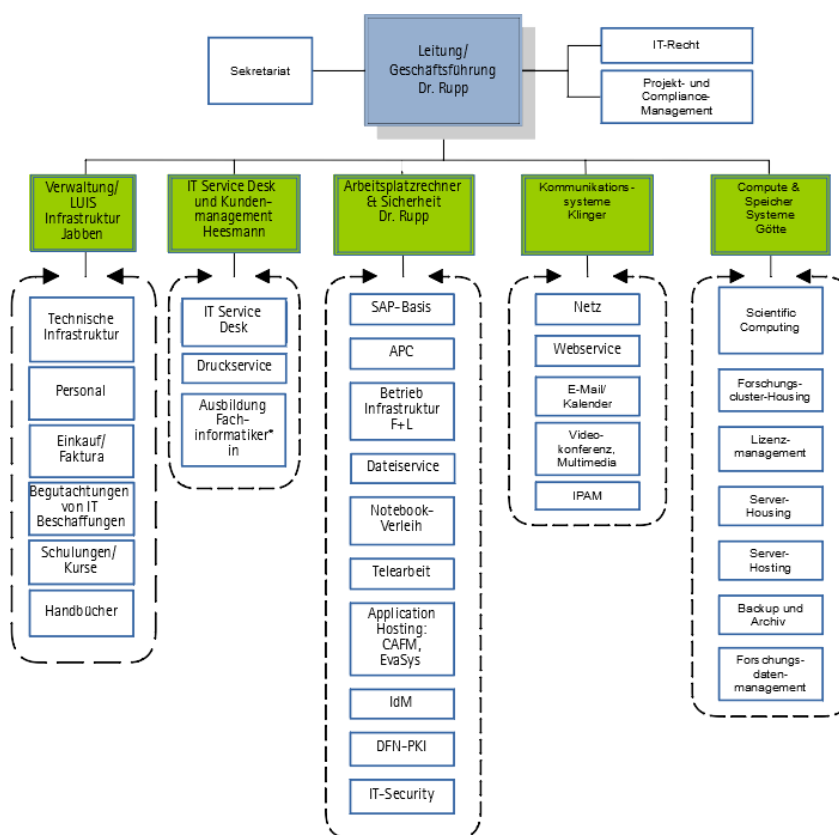 Sekretariat
Leitung/
Geschäftsführung
Dr. Rupp
IT-Recht
Projekt- und
Compliance-
Management
Verwaltung/
LUIS
Infrastruktur
Jabben
IT Service Desk
und Kunden-
management
Heesmann
Arbeitsplatzrechner
& Sicherheit
Dr. Rupp
Kommunikations-
systeme
Klinger
Compute &
Speicher
Systeme
Götte
Technische
Infrastruktur
Personal
Einkauf/
Faktura
Begutachtungen
von IT
Beschaffungen
Schulungen/
Kurse
Handbücher
IT Service
Desk
Druckservice
Ausbildung
Fach-
informatiker*
in
SAP-Basis
APC
Betrieb
Infrastruktur
F+L
Dateiservice
Notebook-
Verleih
Telearbeit
Application
Hosting:
CAFM,
EvaSys
IdM
DFN-PKI
IT-Security
Netz
Webservice
E-Mail/
Kalender
Video-
konferenz,
Multimedia
IPAM
Scientific
Computing
Forschungs-
cluster-Housing
Lizenz-
management
Server-
Housing
Server-
Hosting
Backup und
Archiv
Forschungs-
daten-
management